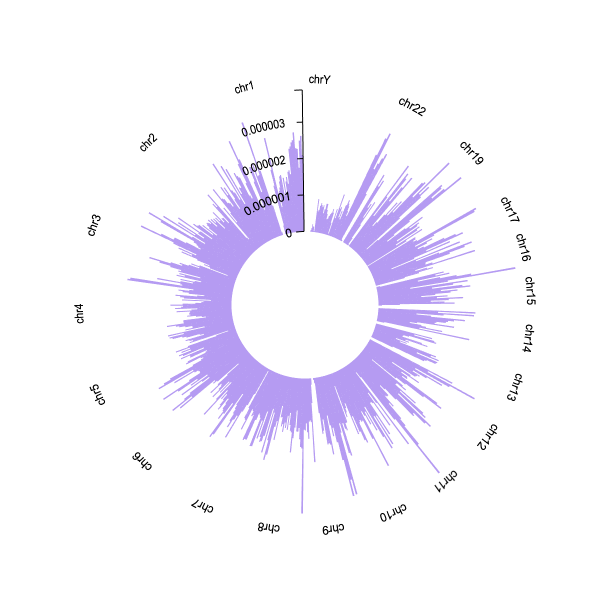 chrY
chr1
chr2
chr3
chr4
chr5
chr6
chr7
chr8
chr9
chr10
chr11
chr12
chr13
chr14
chr15
chr16
chr17
chr19
chr22
0.000003
0.000002
0.000001
0